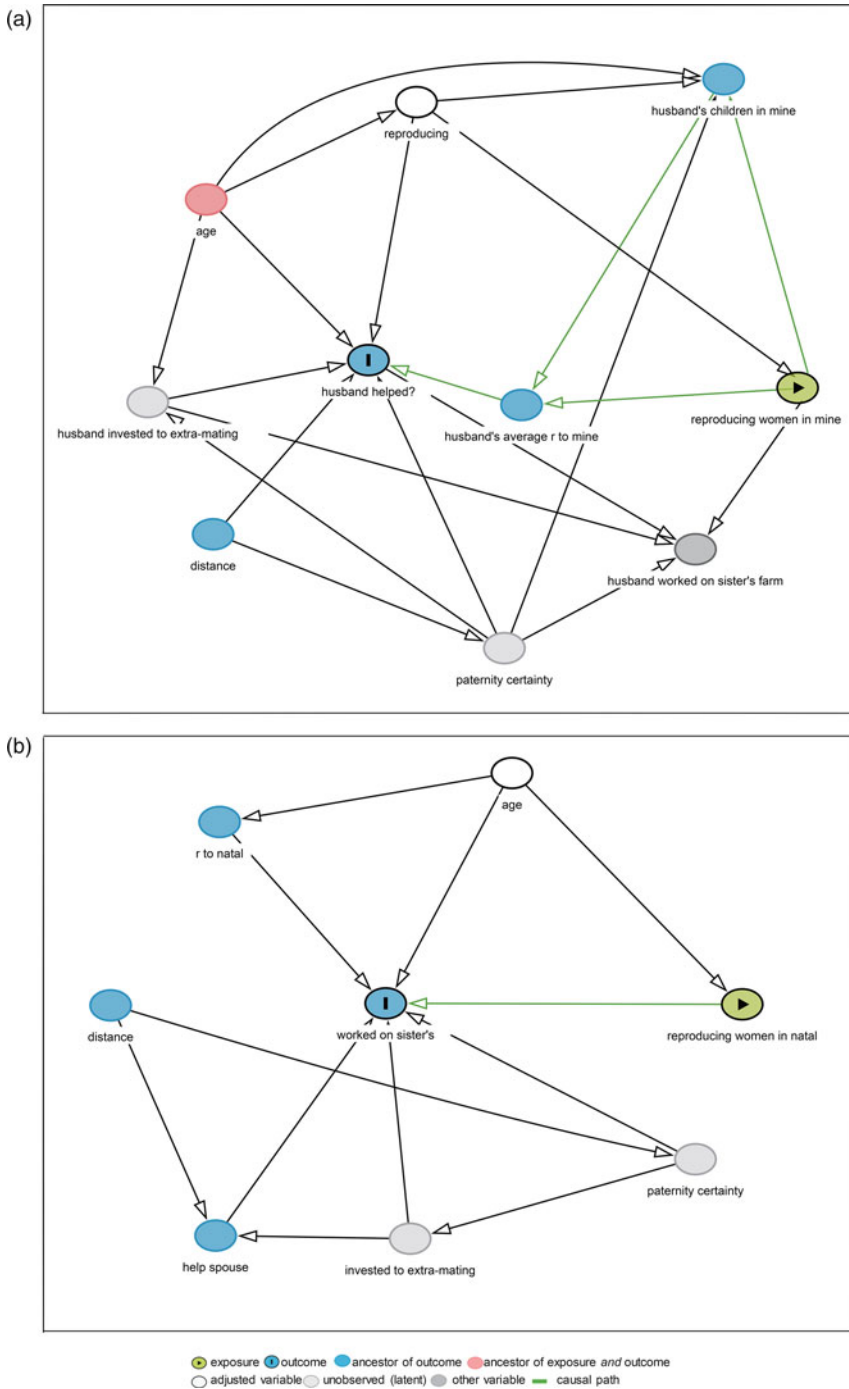 (a)
husband's children in mine
reproducing
age
husband helped?
husband invested to extra-mating
husband's average r to mine
reproducing women in mine
distance
husband worked on sister's farm
paternity certainty
(b)
age
r to natal
worked on sister's
distance
reproducing women in natal
paternity certainty
help spouse
invested to extra-mating
exposure outcome ancestor of outcome ancestor of exposure and outcome
adjusted variable unobserved (latent) other variable causal path